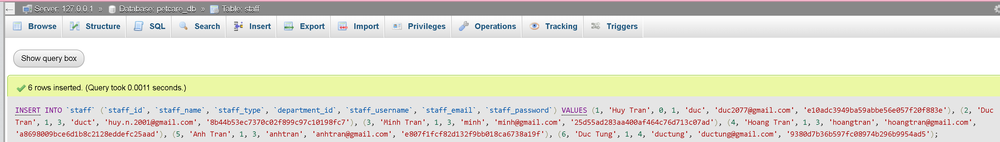 ← Server: 127.0.0.1 » Database: petcare_db » Table: staff
Browse Structure SQL Search Insert Export Import Privileges Operations Tracking Triggers
Show query box
6 rows inserted. (Query took 0.0011 seconds.)
INSERT INTO `staff` (`staff_id`, `staff_name`, `staff_type`, `department_id`, `staff_username`, `staff_email`, `staff_password`) VALUES (1, 'Huy Tran', 0, 1, 'duc', 'duc2077@gmail.com', 'e10adc3949ba59abbe56e057f20f883e'), (2, 'Duc
Tran', 1, 3, 'duct', 'huy.n.2001@gmail.com', '8b44b53ec7370c02f899c97c10198fc7'), (3, 'Minh Tran', 1, 3, 'minh', 'minh@gmail.com', '25d55ad283aa400af464c76d713c07ad'), (4, 'Hoang Tran', 1, 3, 'hoangtran', 'hoangtran@gmail.com',
'a8698009bce6d1b8c2128eddefc25aad'), (5, 'Anh Tran', 1, 3, 'anhtran', 'anhtran@gmail.com', 'e807f1fcf82d132f9bb018ca6738a19f'), (6, 'Duc Tung', 1, 4, 'ductung', 'ductung@gmail.com', '9380d7b36b597fc08974b296b9954ad5');